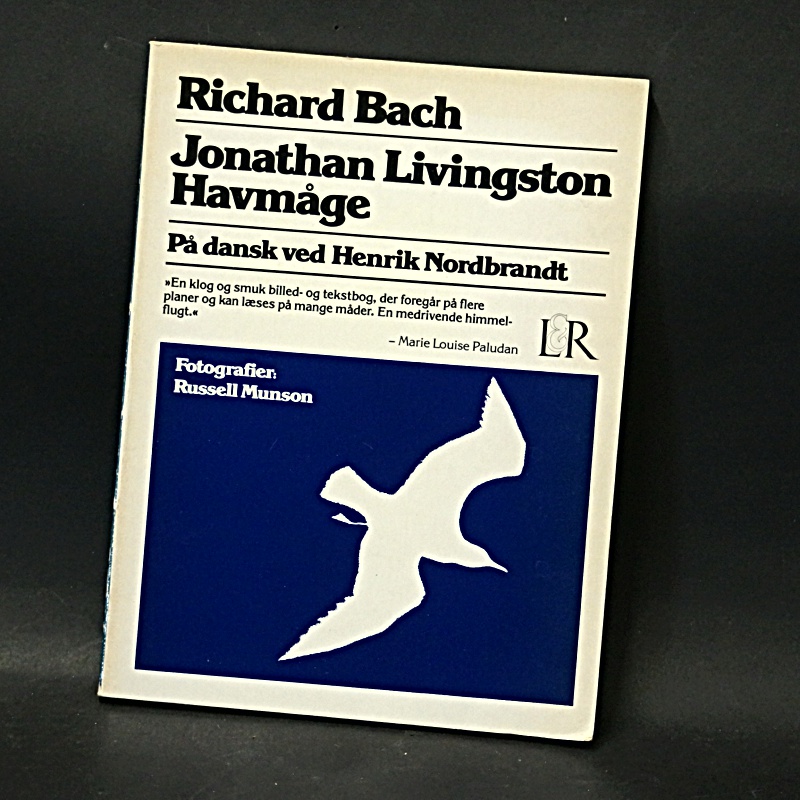 Richard Bach
Jonathan Livingston
Havmåge
På dansk ved Henrik Nordbrandt
»En klog og smuk billed- og tekstbog, der foregår på flere
planer og kan læses på mange måder. En medrivende himmel-
flugt.«
– Marie Louise Paludan
L&R
Fotografier:
Russell Munson